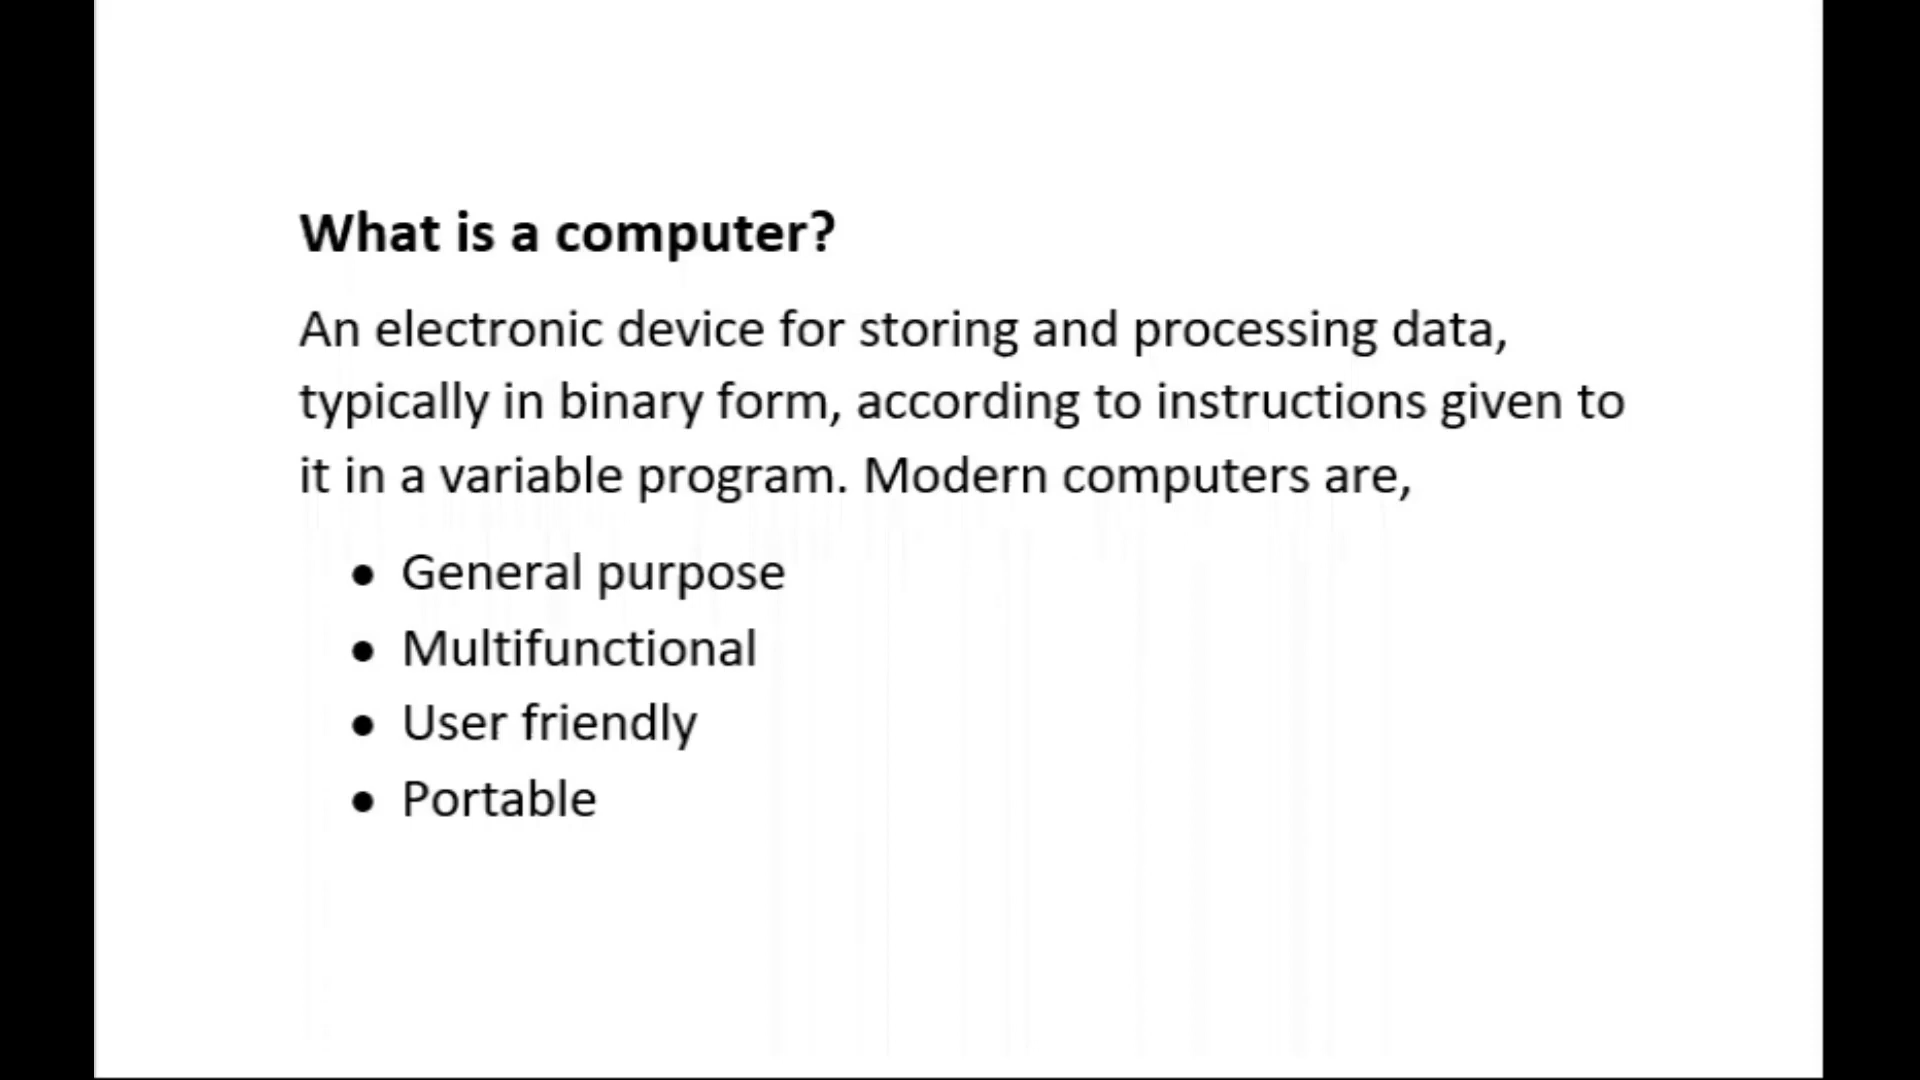 What is a computer?
An electronic device for storing and processing data,
typically in binary form, according to instructions given to
it in a variable program. Modern computers are,
• General purpose
• Multifunctional
• User friendly
• Portable